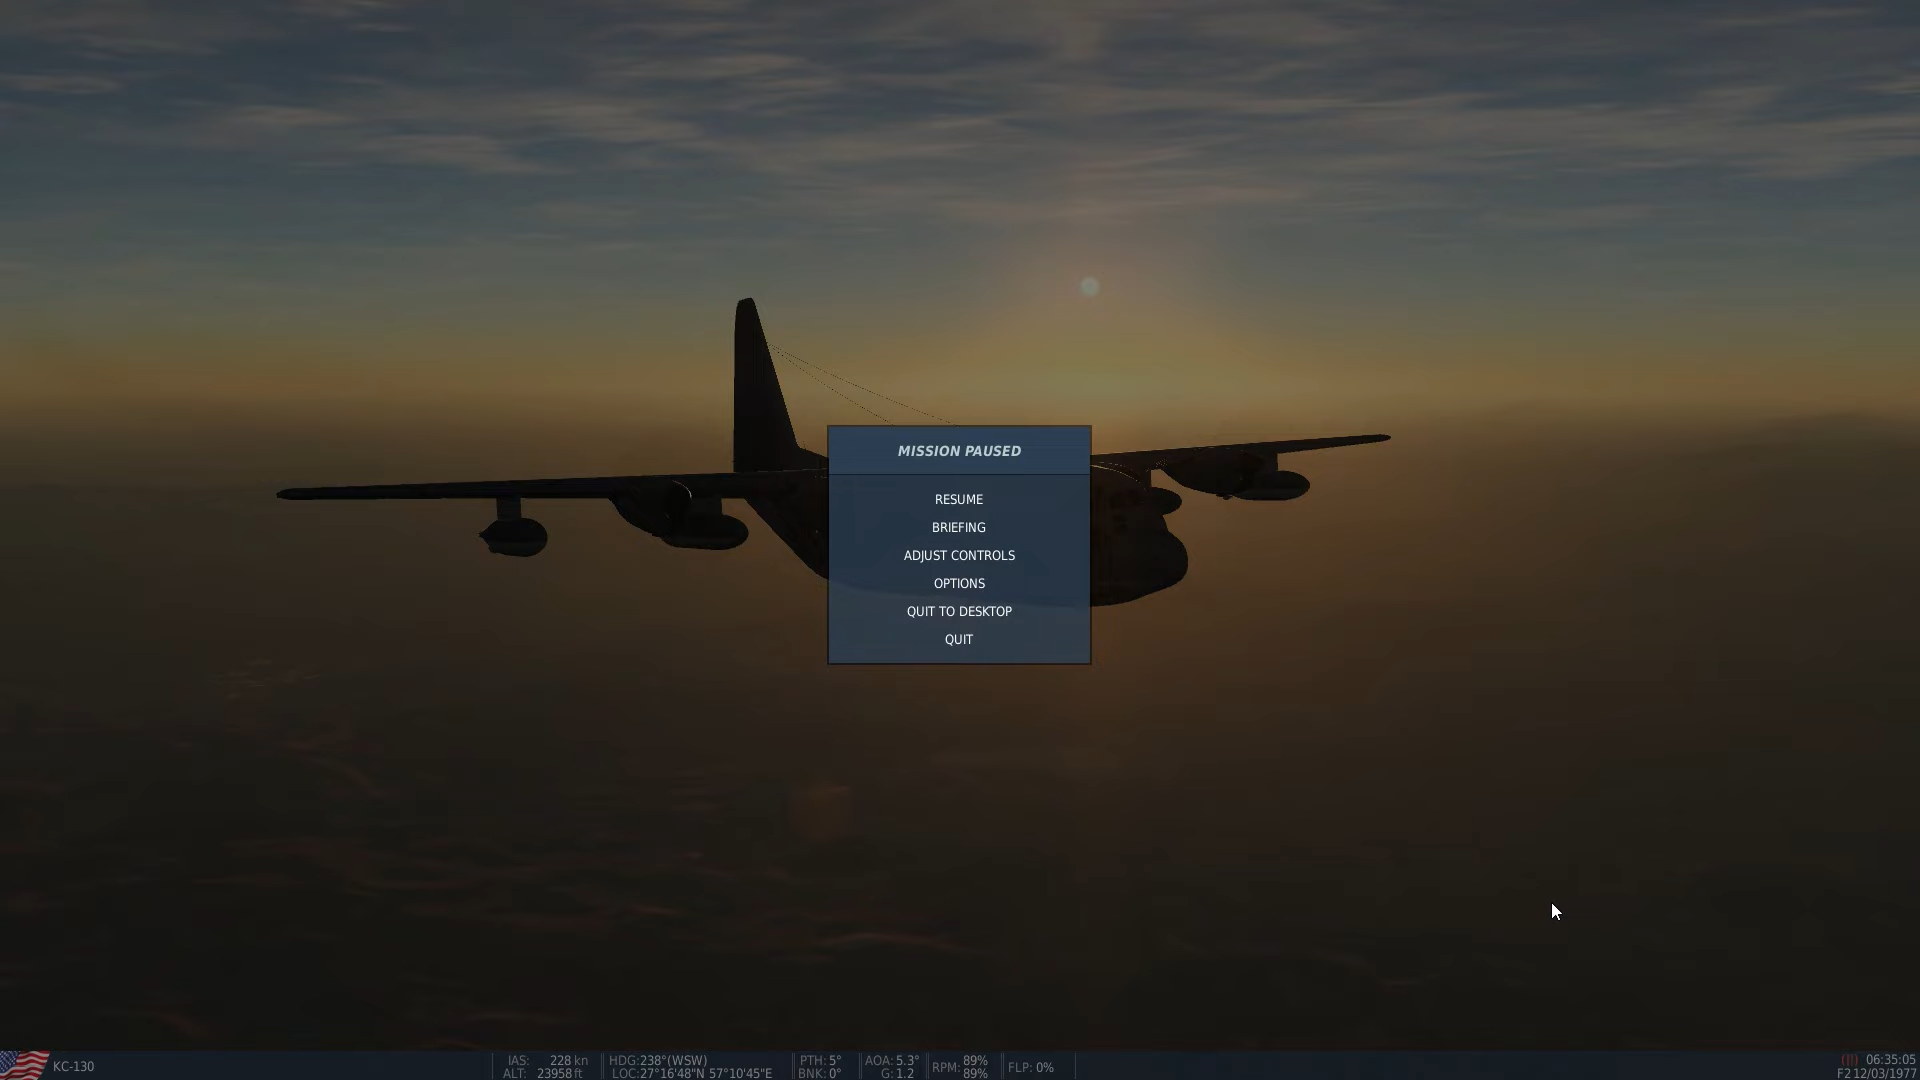 MISSION PAUSED
RESUME
BRIEFING
ADJUST CONTROLS
OPTIONS
QUIT TO DESKTOP
QUIT
KC-130
IAS: 228 kn HDG:238°(WSW) PTH: 5° AOA: 5.3° RPM: 89% FLP: 0% 06:35:05
ALT: 23958 ft LOC:27°16'48"N 57°10'45"E BNK: 0° G: 1.2 89% F2 12/03/1977